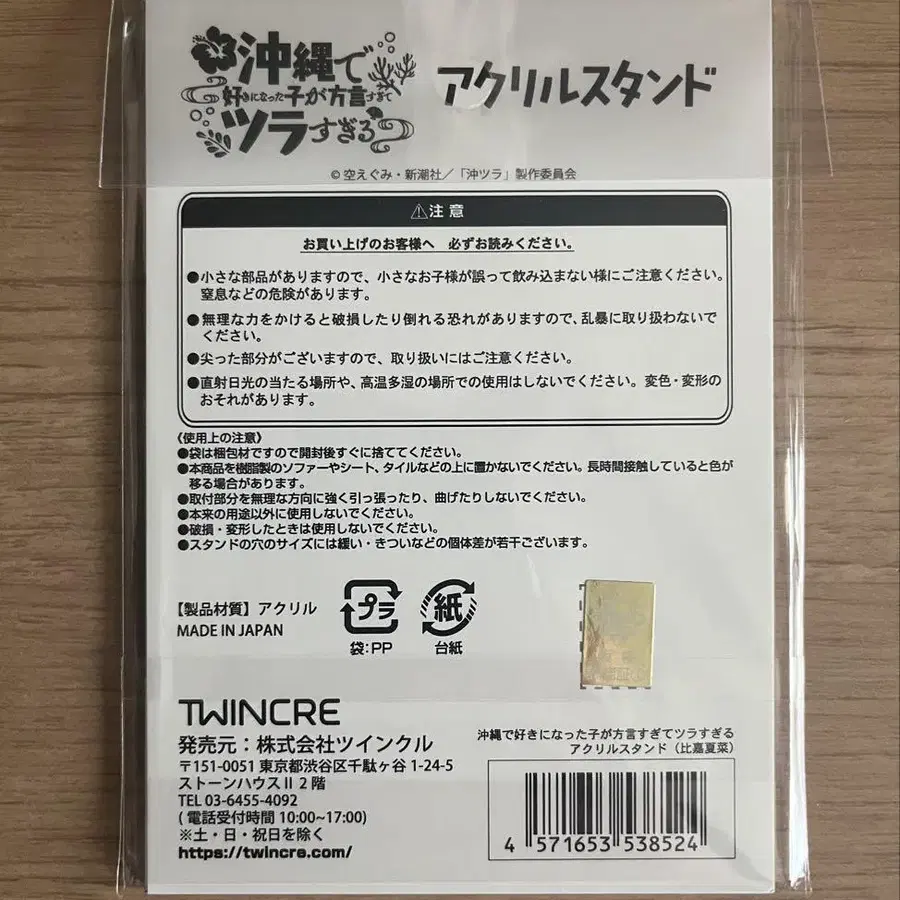 沖縄で
好きになった子が方言すぎて
ツラすぎる
アクリルスタンド
© 空えぐみ・新潮社／「沖ツラ」製作委員会
⚠注意
お買い上げのお客様へ 必ずお読みください。
●小さな部品がありますので、小さなお子様が誤って飲み込まない様にご注意ください。
窒息などの危険があります。
●無理な力をかけると破損したり倒れる恐れがありますので、乱暴に取り扱わないで
ください。
●尖った部分がございますので、取り扱いにはご注意ください。
●直射日光の当たる場所や、高温多湿の場所での使用はしないでください。変色・変形の
おそれがあります。
《使用上の注意》
●袋は梱包材ですので開封後すぐに捨ててください。
●本商品を樹脂製のソファーやシート、タイルなどの上に置かないでください。長時間接触していると色が
移る場合があります。
●取付部分を無理な方向に強く引っ張ったり、曲げたりしないでください。
●本来の用途以外に使用しないでください。
●破損・変形したときは使用しないでください。
●スタンドの穴のサイズには緩い・きついなどの個体差が若干ございます。
【製品材質】アクリル
MADE IN JAPAN
プラ
袋:PP
紙
台紙
TWINCRE
発売元：株式会社ツインクル
〒151-0051 東京都渋谷区千駄ヶ谷 1-24-5
ストーンハウスⅡ 2 階
TEL 03-6455-4092
( 電話受付時間 10:00~17:00)
※土・日・祝日を除く
https://twincre.com/
沖縄で好きになった子が方言すぎてツラすぎる
アクリルスタンド（比嘉夏菜）
4 571653 538524